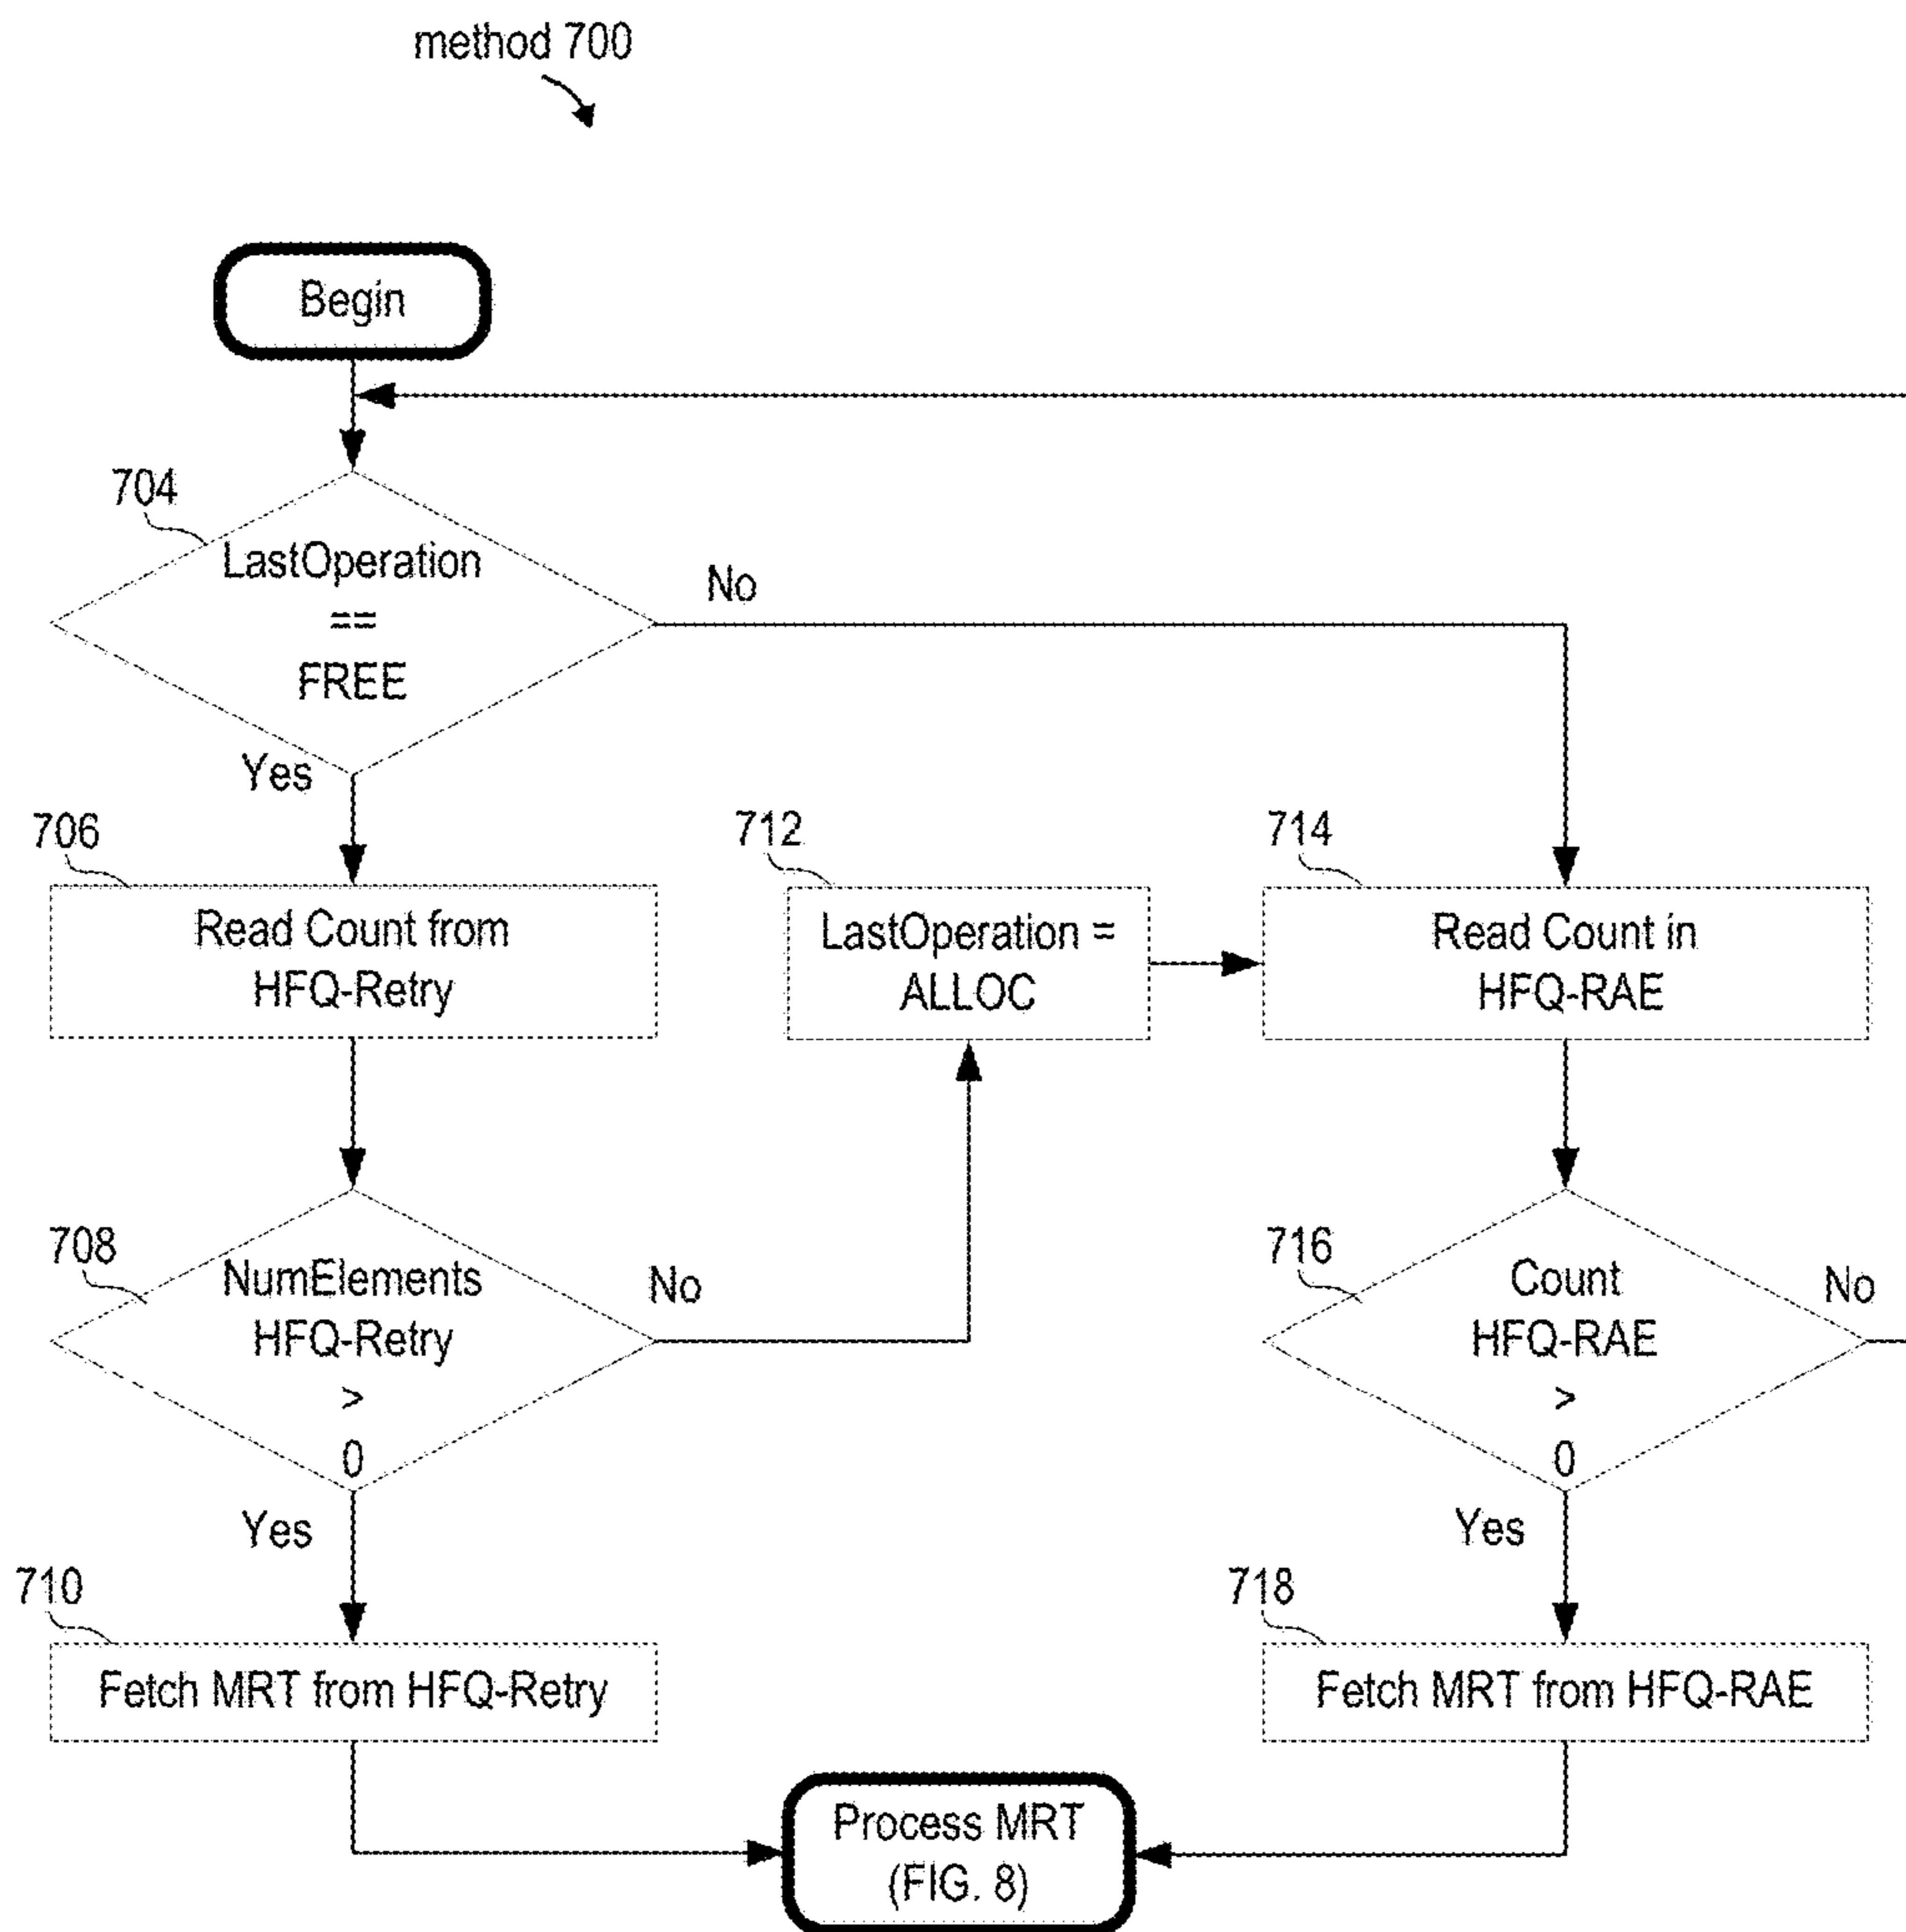 method 700
Begin
704
LastOperation
==
FREE
No
Yes
706
Read Count from
HFQ-Retry
712
LastOperation =
ALLOC
714
Read Count in
HFQ-RAE
708
NumElements
HFQ-Retry
>
0
No
Yes
716
Count
HFQ-RAE
>
0
No
Yes
710
Fetch MRT from HFQ-Retry
718
Fetch MRT from HFQ-RAE
Process MRT
(FIG. 8)